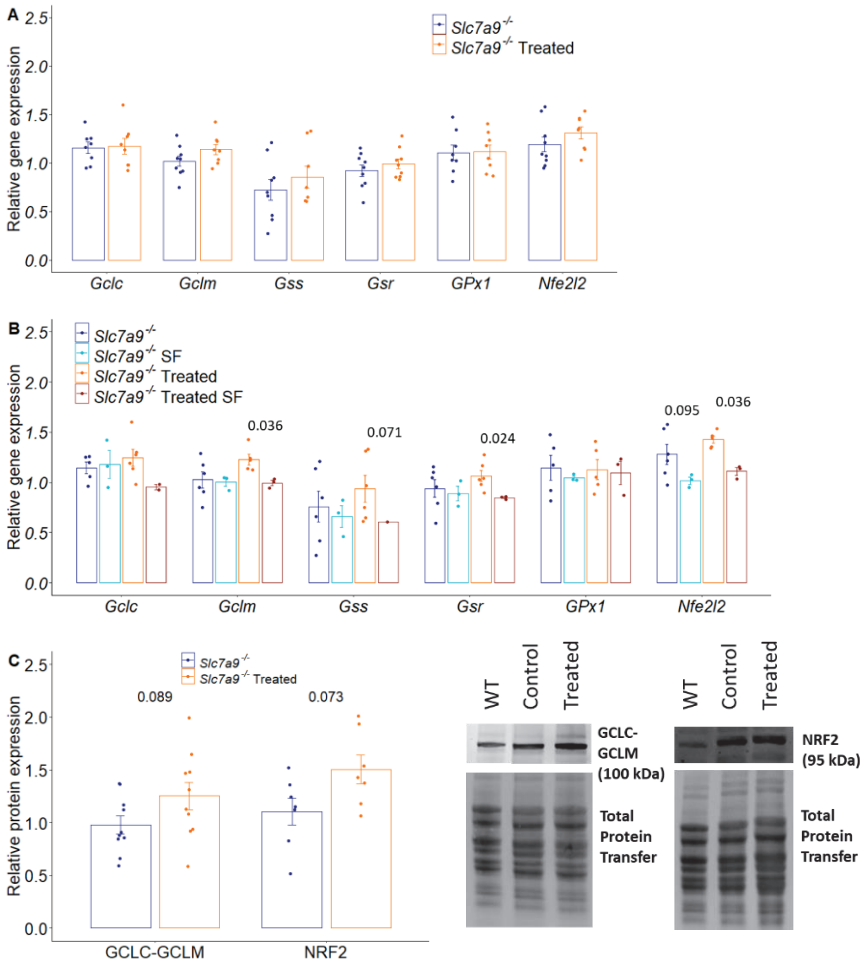 A
2.5
2.0
1.5
1.0
0.5
0.0
Relative gene expression
Slc7a9-/-
Slc7a9-/- Treated
Gclc Gclm Gss Gsr GPx1 Nfe2l2
B
2.5
2.0
1.5
1.0
0.5
0.0
Relative gene expression
Slc7a9-/-
Slc7a9-/- SF
Slc7a9-/- Treated
Slc7a9-/- Treated SF
0.036 0.071 0.024 0.095 0.036
Gclc Gclm Gss Gsr GPx1 Nfe2l2
C
2.5
2.0
1.5
1.0
0.5
0.0
Relative protein expression
Slc7a9-/-
Slc7a9-/- Treated
0.089 0.073
GCLC-GCLM NRF2
WT Control Treated
GCLC-
GCLM
(100 kDa)
Total
Protein
Transfer
WT Control Treated
NRF2
(95 kDa)
Total
Protein
Transfer